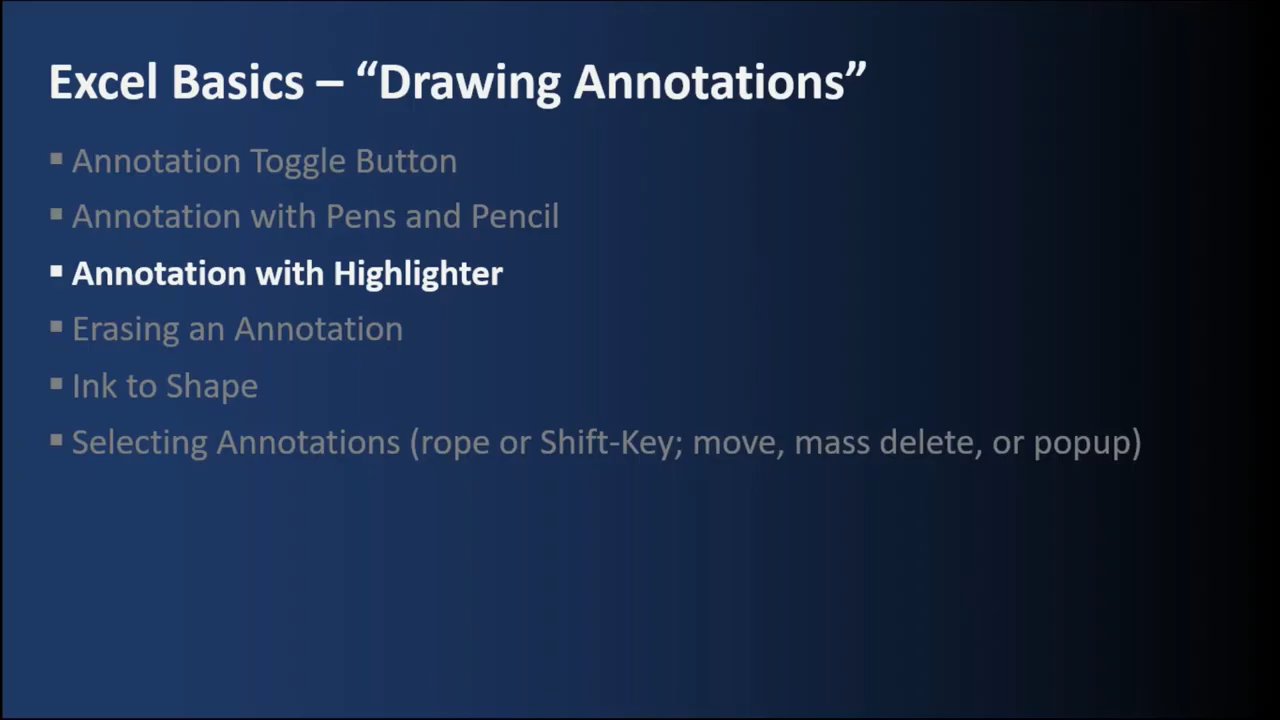 Excel Basics – “Drawing Annotations”
▪ Annotation Toggle Button
▪ Annotation with Pens and Pencil
▪ Annotation with Highlighter
▪ Erasing an Annotation
▪ Ink to Shape
▪ Selecting Annotations (rope or Shift-Key; move, mass delete, or popup)